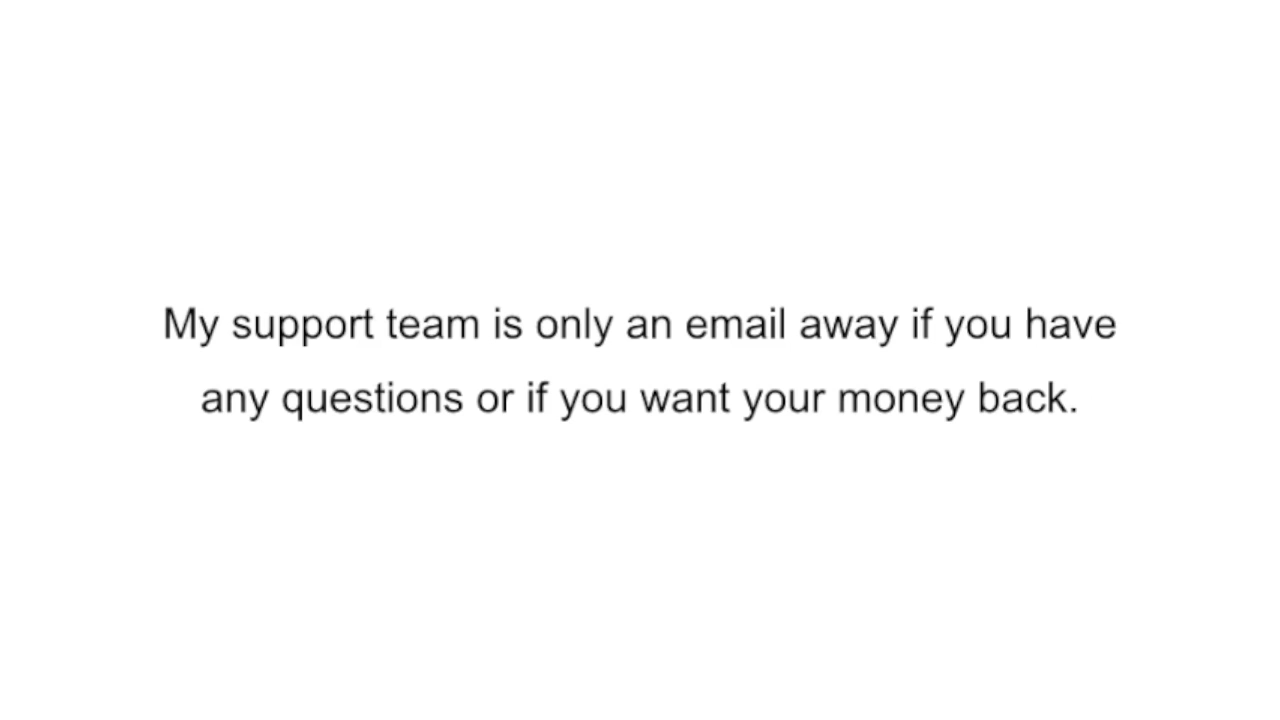 My support team is only an email away if you have
any questions or if you want your money back.